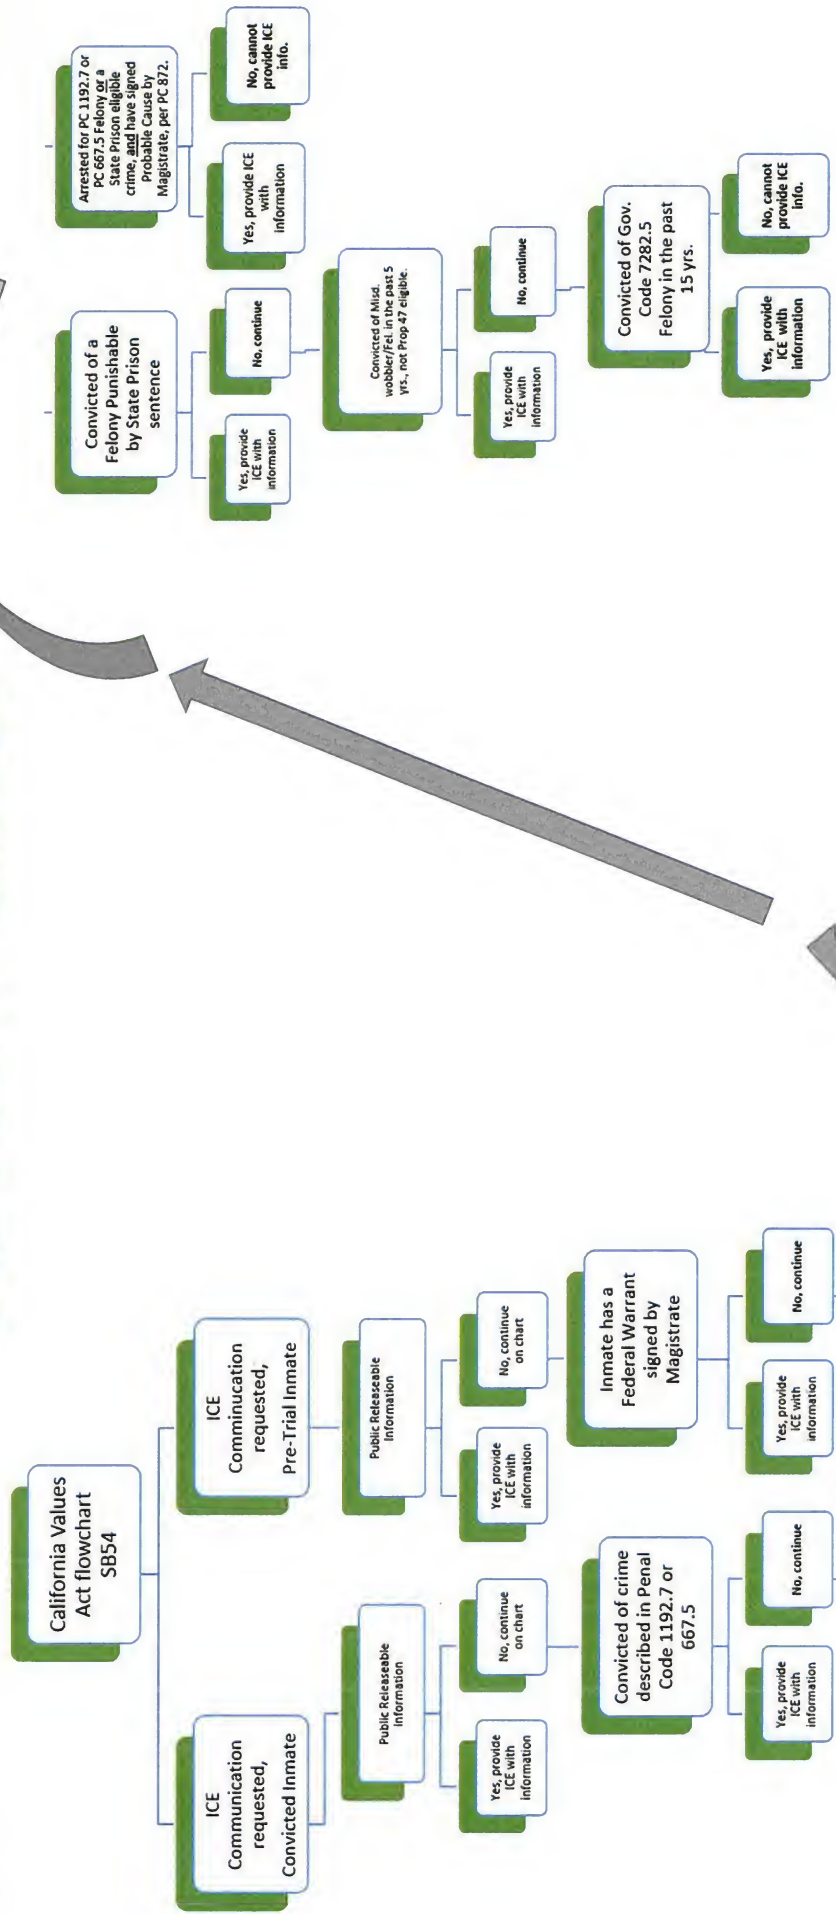 California Values
Act flowchart
SB54
ICE
Communication
requested,
Convicted Inmate
Public Releaseable
Information
Yes, provide
ICE with
information
No, continue
on chart
Convicted of crime
described in Penal
Code 1192.7 or
667.5
Yes, provide
ICE with
information
No, continue
ICE
Comminucation
requested,
Pre-Trial Inmate
Public Releaseable
Information
Yes, provide
ICE with
information
No, continue
on chart
Inmate has a
Federal Warrant
signed by
Magistrate
Yes, provide
ICE with
information
No, continue
Convicted of a
Felony Punishable
by State Prison
sentence
Yes, provide
ICE with
information
No, continue
Convicted of Misd.
wobbler/Fel. in the past 5
yrs., not Prop 47 eligible.
Yes, provide
ICE with
information
No, continue
Convicted of Gov.
Code 7282.5
Felony in the past
15 yrs.
Yes, provide
ICE with
information
No, cannot
provide ICE
info.
Arrested for PC 1192.7 or
PC 667.5 Felony or a
State Prison eligible
crime, and have signed
Probable Cause by
Magistrate, per PC 872.
Yes, provide ICE
with
information
No, cannot
provide ICE
info.